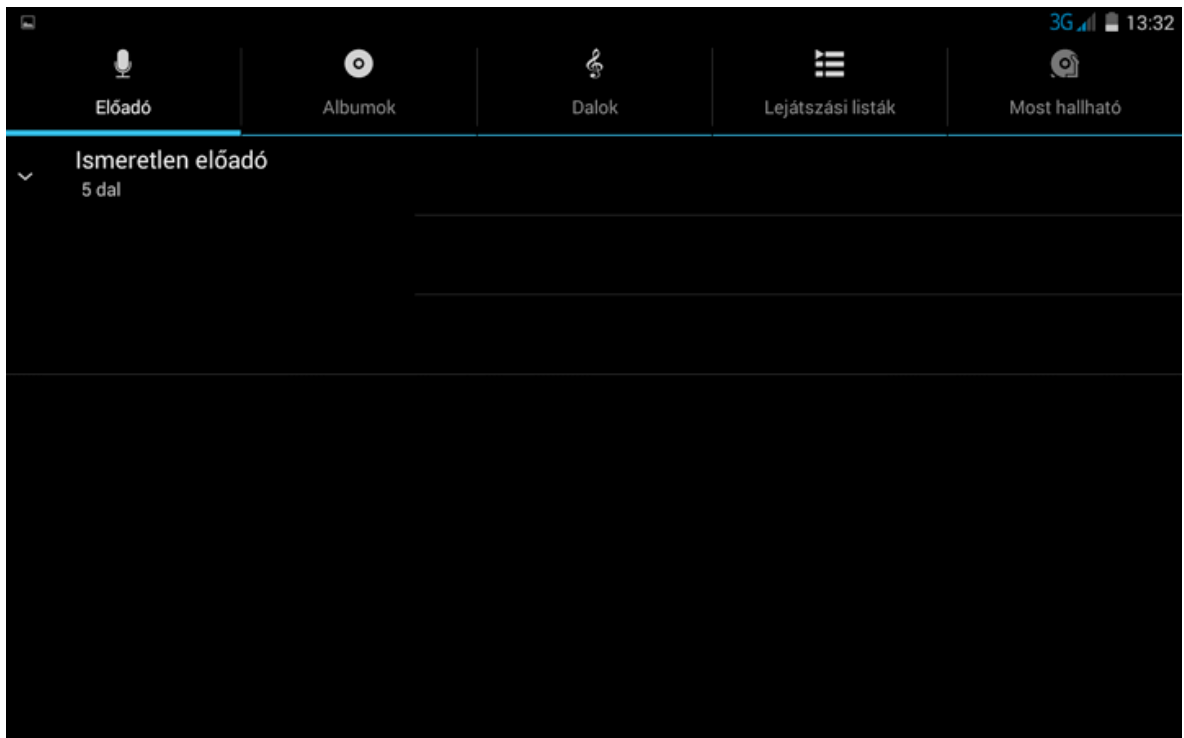 3G 13:32
Előadó Albumok Dalok Lejátszási listák Most hallható
Ismeretlen előadó
5 dal